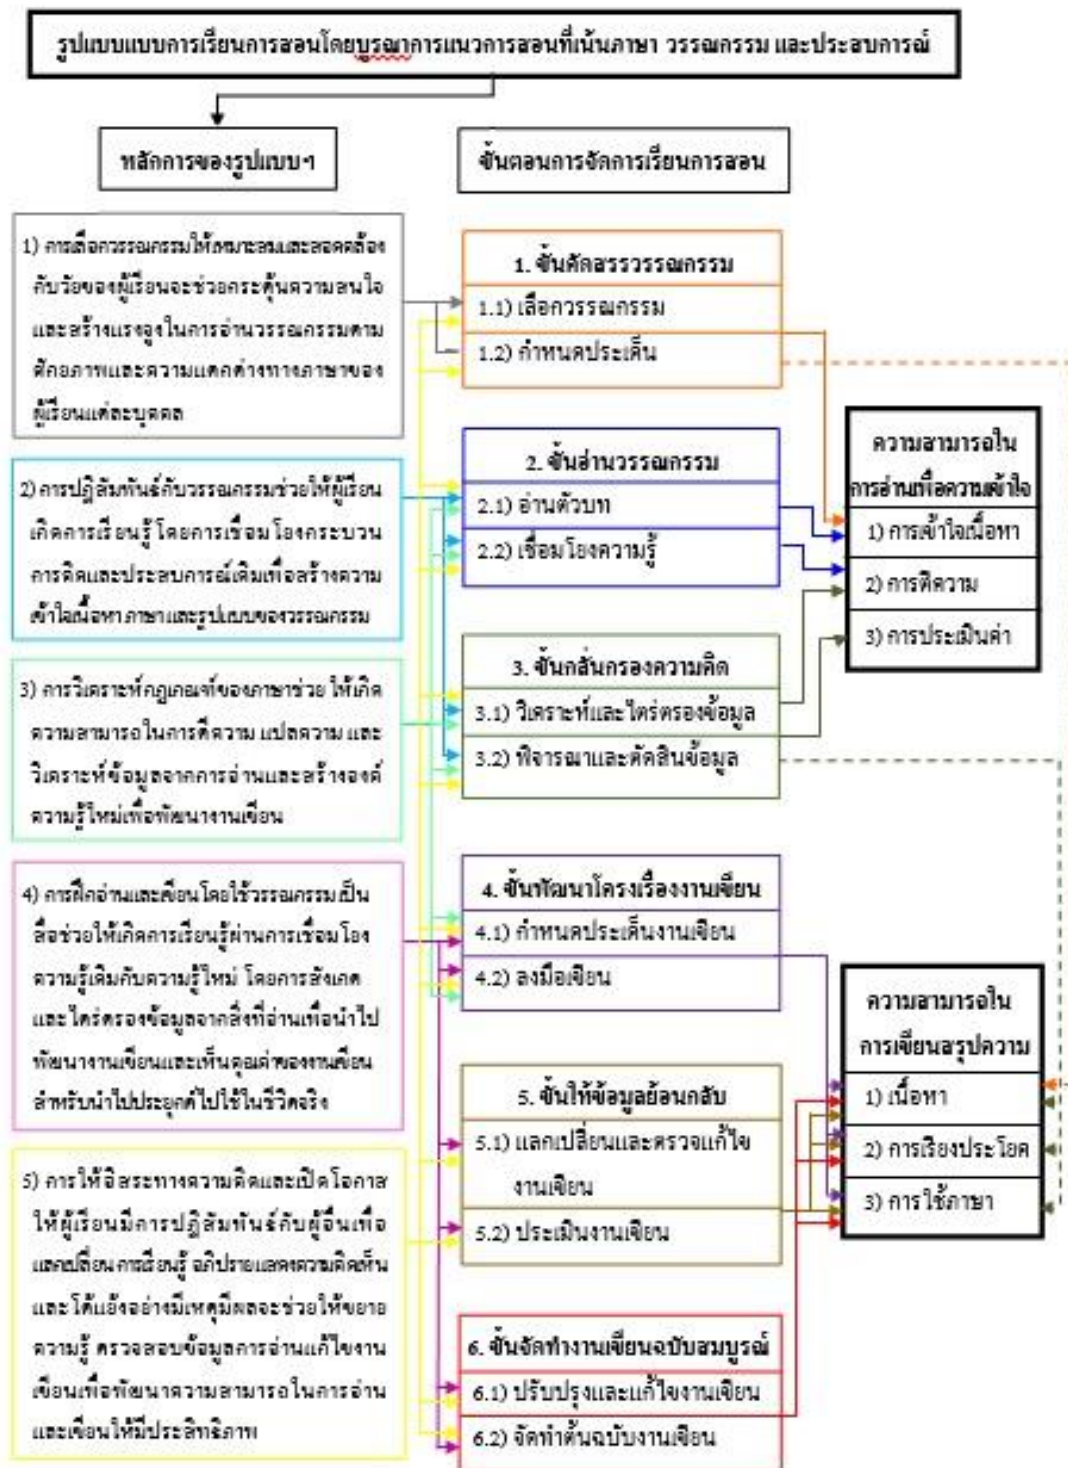 รูปแบบแบบการเรียนการสอนโดยบูรณาการแนวการสอนที่เน้นภาษา วรรณกรรม และประสบการณ์
หลักการของรูปแบบฯ
1) การเลือกวรรณกรรมให้เหมาะสมและสอดคล้อง
กับวัยของผู้เรียนจะช่วยกระตุ้นความสนใจ
และสร้างแรงจูงในการอ่านวรรณกรรมตาม
ศักยภาพและความแตกต่างทางภาษาของ
ผู้เรียนแต่ละบุคคล
2) การปฏิสัมพันธ์กับวรรณกรรมช่วยให้ผู้เรียน
เกิดการเรียนรู้ โดยการเชื่อมโยงกระบวน
การคิดและประสบการณ์เดิมเพื่อสร้างความ
เข้าใจเนื้อหา ภาษาและรูปแบบของวรรณกรรม
3) การวิเคราะห์กฎเกณฑ์ของภาษาช่วย ให้เกิด
ความสามารถในการตีความ แปลความ และ
วิเคราะห์ข้อมูลจากการอ่านและสร้างองค์
ความรู้ใหม่เพื่อพัฒนางานเขียน
4) การฝึกอ่านและเขียนโดยใช้วรรณกรรมเป็น
สื่อช่วยให้เกิดการเรียนรู้ผ่านการเชื่อมโยง
ความรู้เดิมกับความรู้ใหม่ โดยการสังเกต
และไตร่ตรองข้อมูลจากสิ่งที่อ่านเพื่อนำไป
พัฒนางานเขียนและเห็นคุณค่าของงานเขียน
สำหรับนำไปประยุกต์ไปใช้ในชีวิตจริง
5) การให้อิสระทางความคิดและเปิดโอกาส
ให้ผู้เรียนมีการปฏิสัมพันธ์กับผู้อื่นเพื่อ
แลกเปลี่ยนการเรียนรู้ อภิปรายแสดงความคิดเห็น
และโต้แย้งอย่างมีเหตุมีผลจะช่วยให้ขยาย
ความรู้ ตรวจสอบข้อมูลการอ่านแก้ไขงาน
เขียนเพื่อพัฒนาความสามารถในการอ่าน
และเขียนให้มีประสิทธิภาพ
ขั้นตอนการจัดการเรียนการสอน
1. ขั้นคัดสรรวรรณกรรม
1.1) เลือกวรรณกรรม
1.2) กำหนดประเด็น
2. ขั้นอ่านวรรณกรรม
2.1) อ่านตัวบท
2.2) เชื่อมโยงความรู้
3. ขั้นกลั่นกรองความคิด
3.1) วิเคราะห์และไตร่ตรองข้อมูล
3.2) พิจารณาและตัดสินข้อมูล
4. ขั้นพัฒนาโครงเรื่องงานเขียน
4.1) กำหนดประเด็นงานเขียน
4.2) ลงมือเขียน
5. ขั้นให้ข้อมูลย้อนกลับ
5.1) แลกเปลี่ยนและตรวจแก้ไข
งานเขียน
5.2) ประเมินงานเขียน
6. ขั้นจัดทำงานเขียนฉบับสมบูรณ์
6.1) ปรับปรุงและแก้ไขงานเขียน
6.2) จัดทำต้นฉบับงานเขียน
ความสามารถใน
การอ่านเพื่อความเข้าใจ
1) การเข้าใจเนื้อหา
2) การตีความ
3) การประเมินค่า
ความสามารถใน
การเขียนสรุปความ
1) เนื้อหา
2) การเรียงประโยค
3) การใช้ภาษา